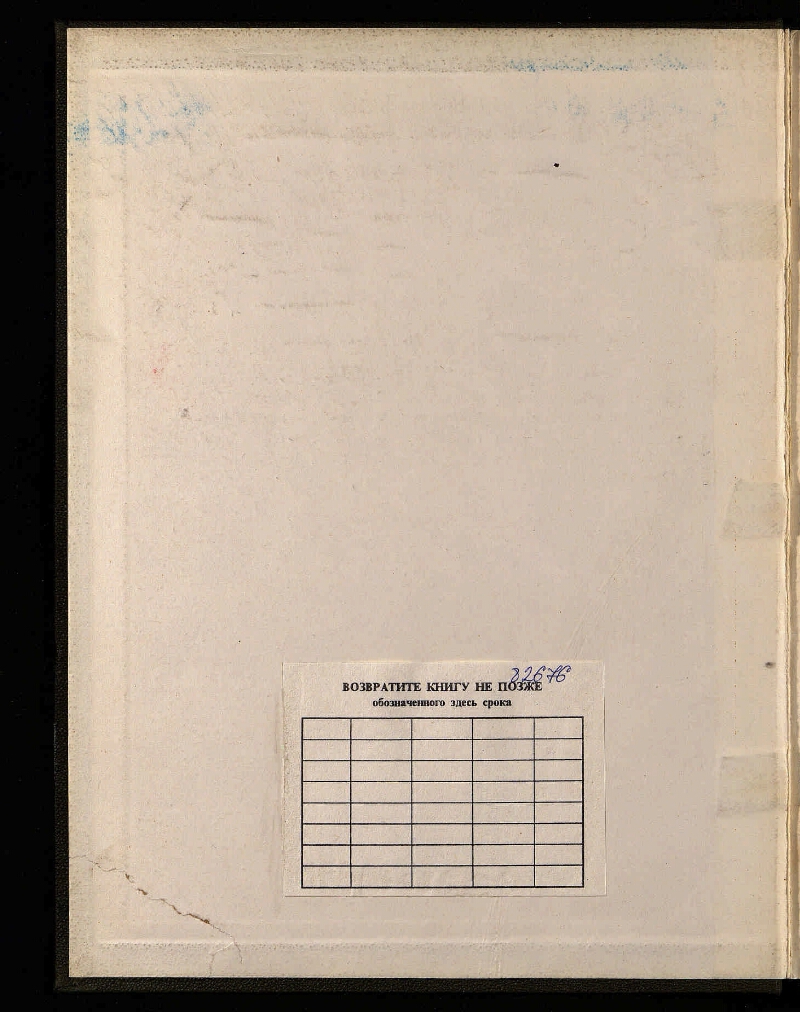 82676
ВОЗВРАТИТЕ КНИГУ НЕ ПОЗЖЕ
обозначенного здесь срока